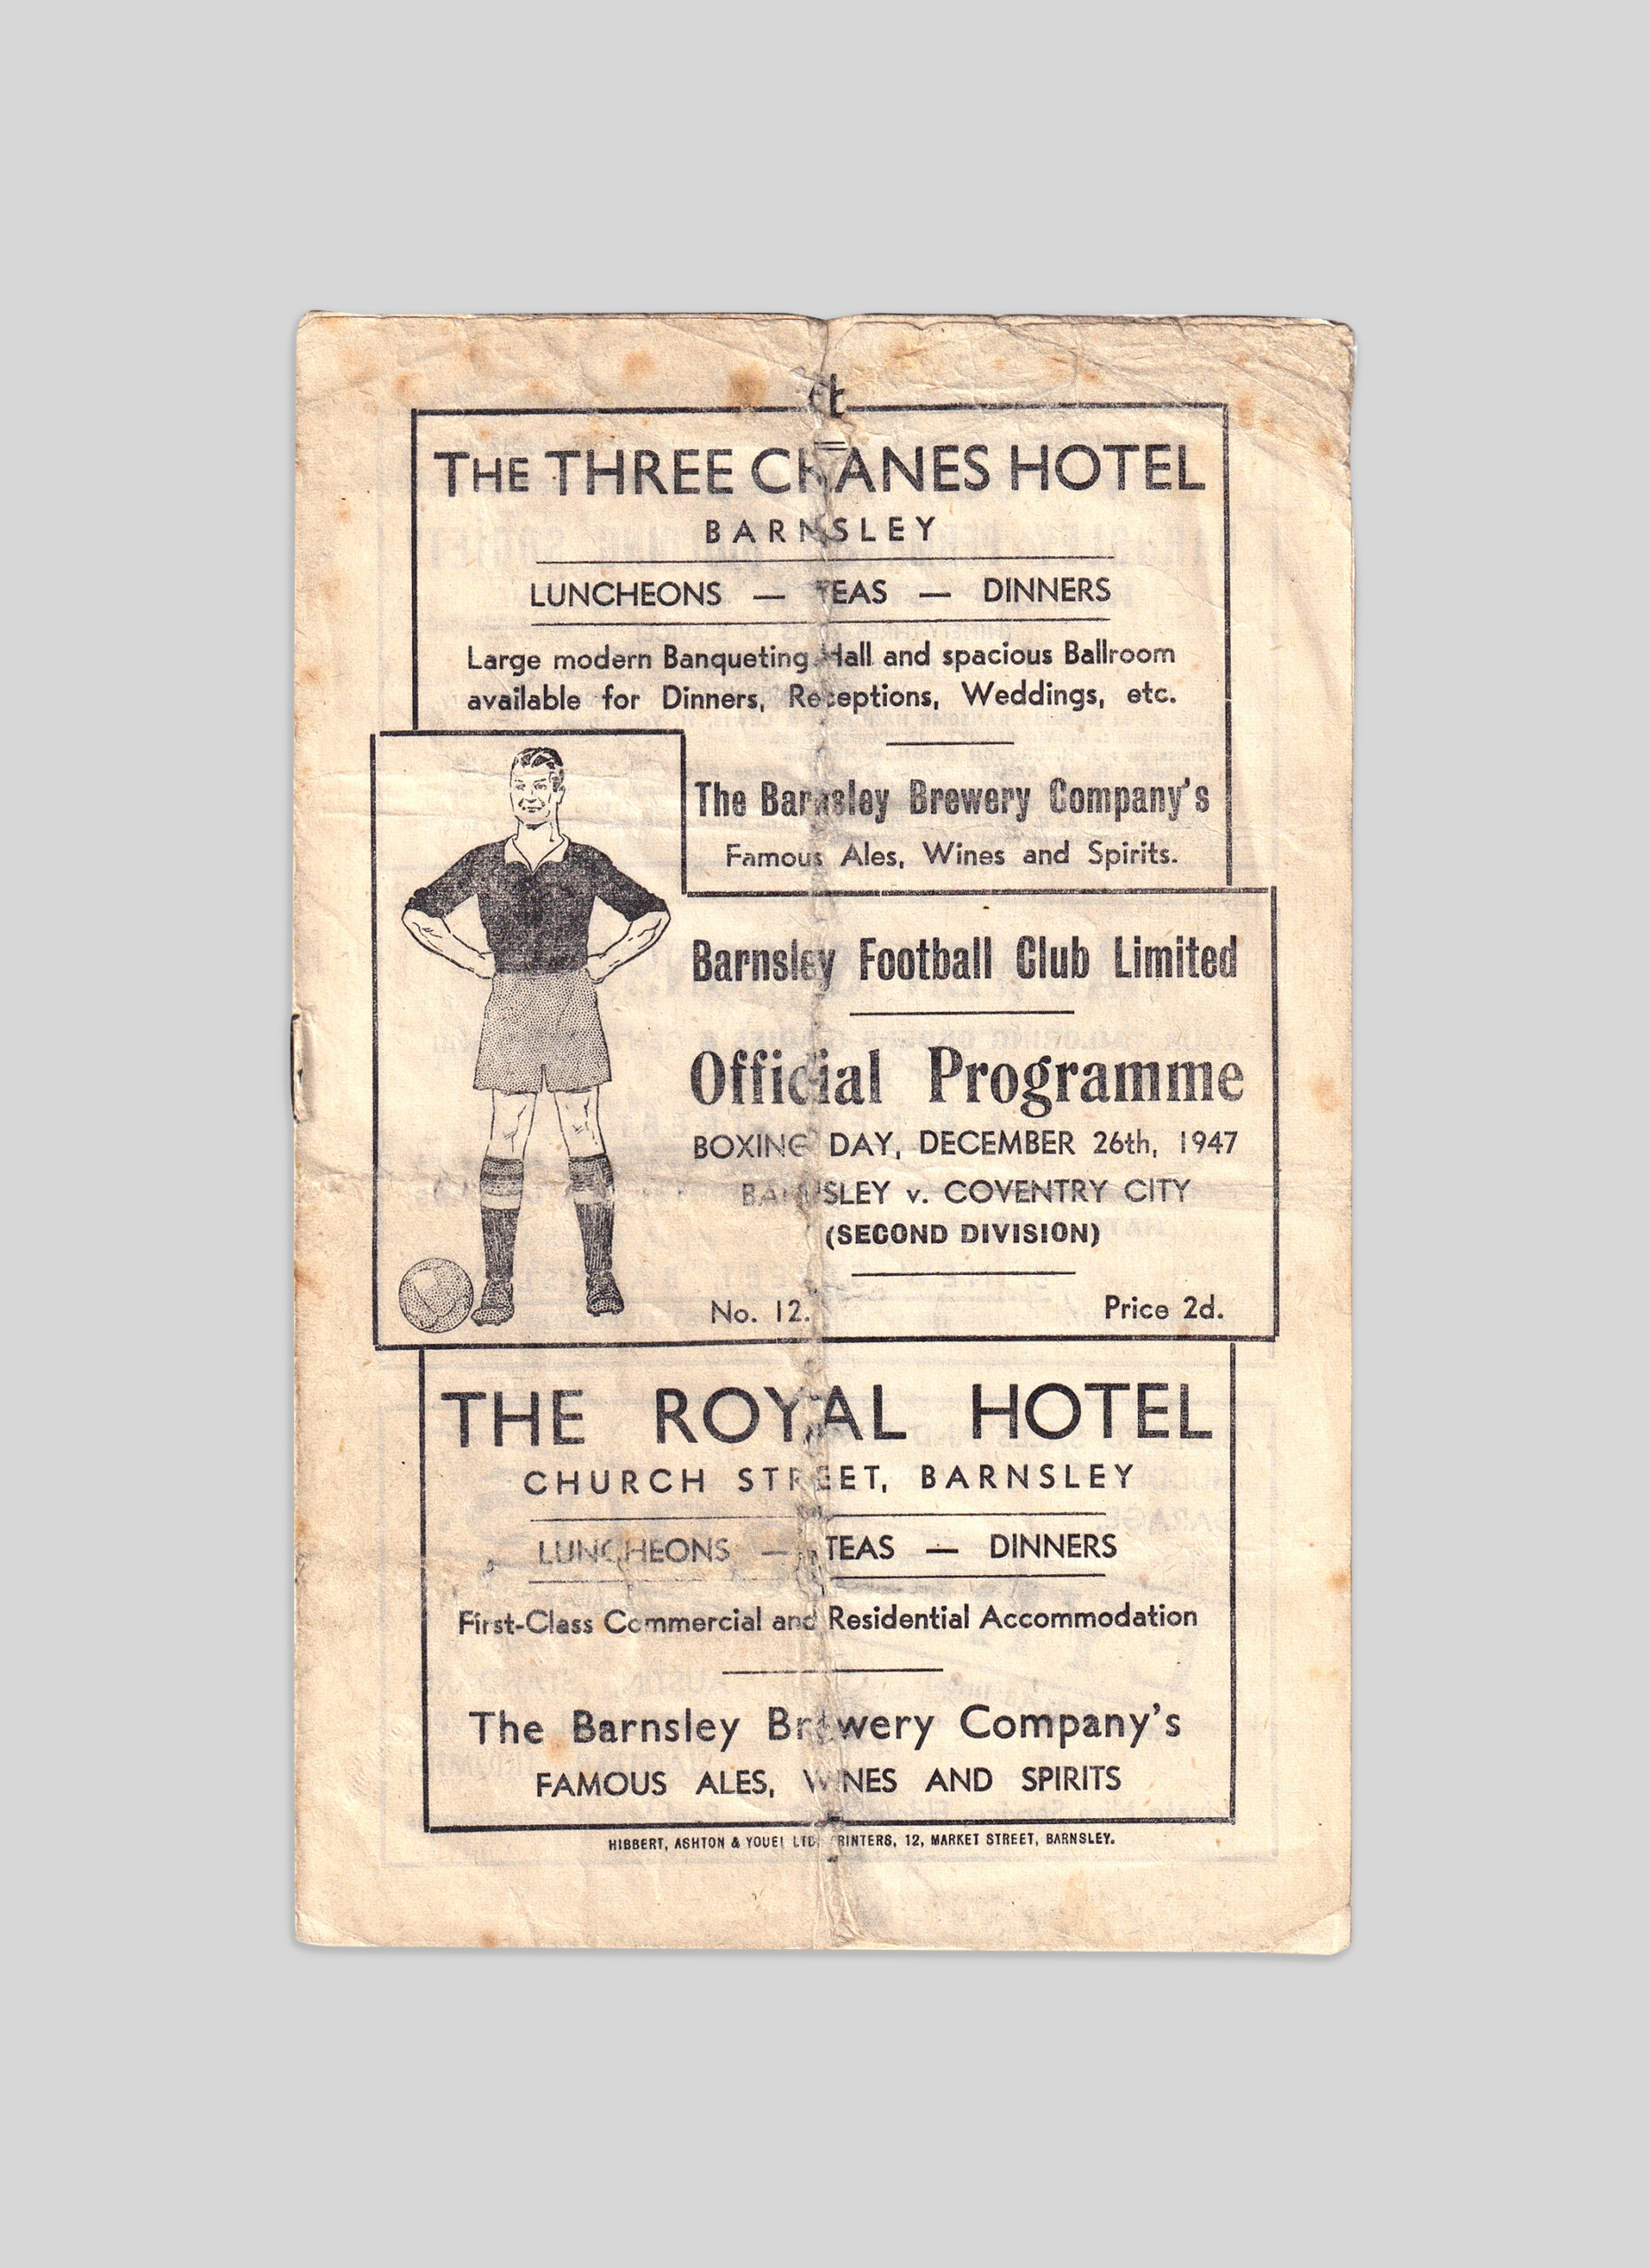 THE THREE CRANES HOTEL
BARNSLEY
LUNCHEONS — TEAS — DINNERS
Large modern Banqueting Hall and spacious Ballroom
available for Dinners, Receptions, Weddings, etc.
The Barnsley Brewery Company's
Famous Ales, Wines and Spirits.
Barnsley Football Club Limited
Official Programme
BOXING DAY, DECEMBER 26th, 1947
BARNSLEY v. COVENTRY CITY
(SECOND DIVISION)
No. 12. Price 2d.
THE ROYAL HOTEL
CHURCH STREET, BARNSLEY
LUNCHEONS — TEAS — DINNERS
First-Class Commercial and Residential Accommodation
The Barnsley Brewery Company's
FAMOUS ALES, WINES AND SPIRITS
HIBBERT, ASHTON & YOUEL LTD. PRINTERS, 12, MARKET STREET, BARNSLEY.